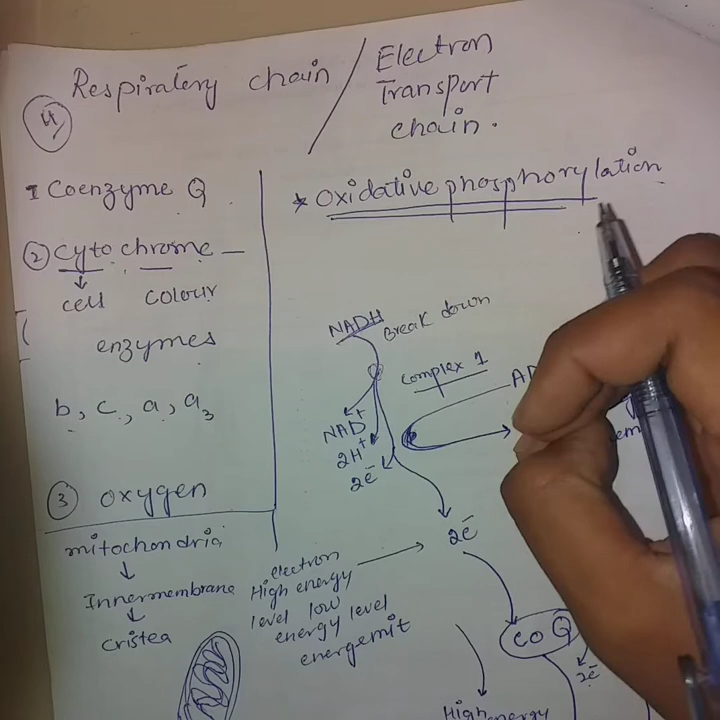 4
Respiratory chain /
Electron
Transport
chain.
1 Coenzyme Q
② Cytochrome -
↓
cell colour
enzymes
b, c, a, a₃
③ oxygen
mitochondria
↓
Innermembrane
↓
cristea
* Oxidative phosphorylation
NADH
Break down
Complex 1
NAD⁺
2H⁺
2e⁻
2e⁻
electron
High energy
level low
energy level
energemit
CO Q
2e⁻
High energy